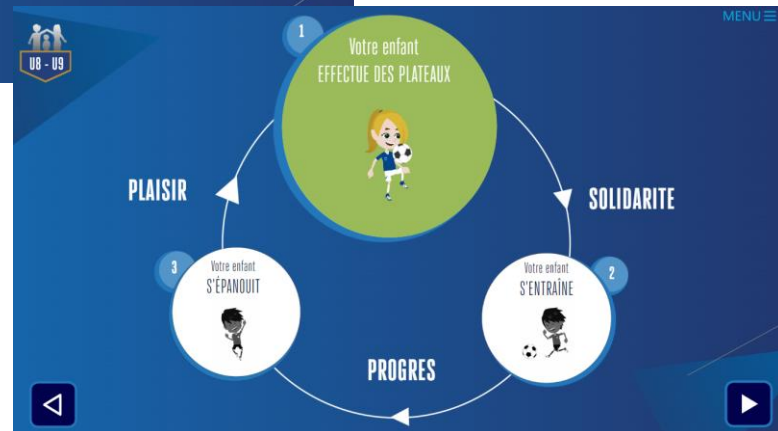 MENU
U8 - U9
1
Votre enfant
EFFECTUE DES PLATEAUX
PLAISIR
SOLIDARITE
3
Votre enfant
S'ÉPANOUIT
Votre enfant
S'ENTRAÎNE
2
PROGRES